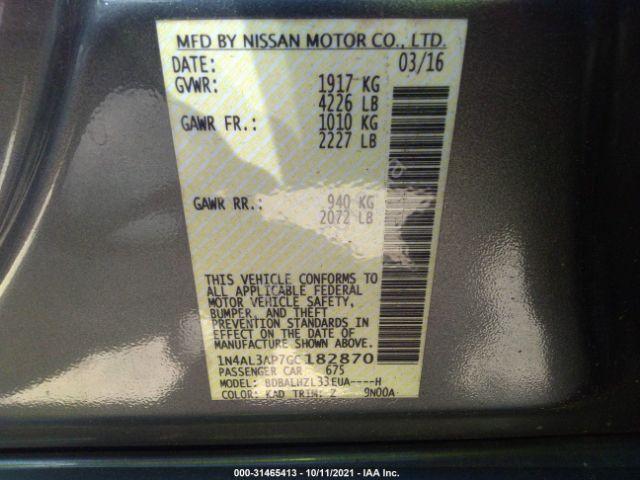 MFD BY NISSAN MOTOR CO., LTD.
DATE: 03/16
GVWR: 1917 KG
4226 LB
GAWR FR.: 1010 KG
2227 LB
GAWR RR.: 940 KG
2072 LB
THIS VEHICLE CONFORMS TO
ALL APPLICABLE FEDERAL
MOTOR VEHICLE SAFETY,
BUMPER, AND THEFT
PREVENTION STANDARDS
IN EFFECT ON THE DATE OF
MANUFACTURE SHOWN ABOVE.
1N4AL3AP7GC182870
PASSENGER CAR 675
MODEL: BDBALHZL33EUA----H
COLOR: KAD TRIM: Z 9N00A
000-31465413 - 10/11/2021 - IAA Inc.